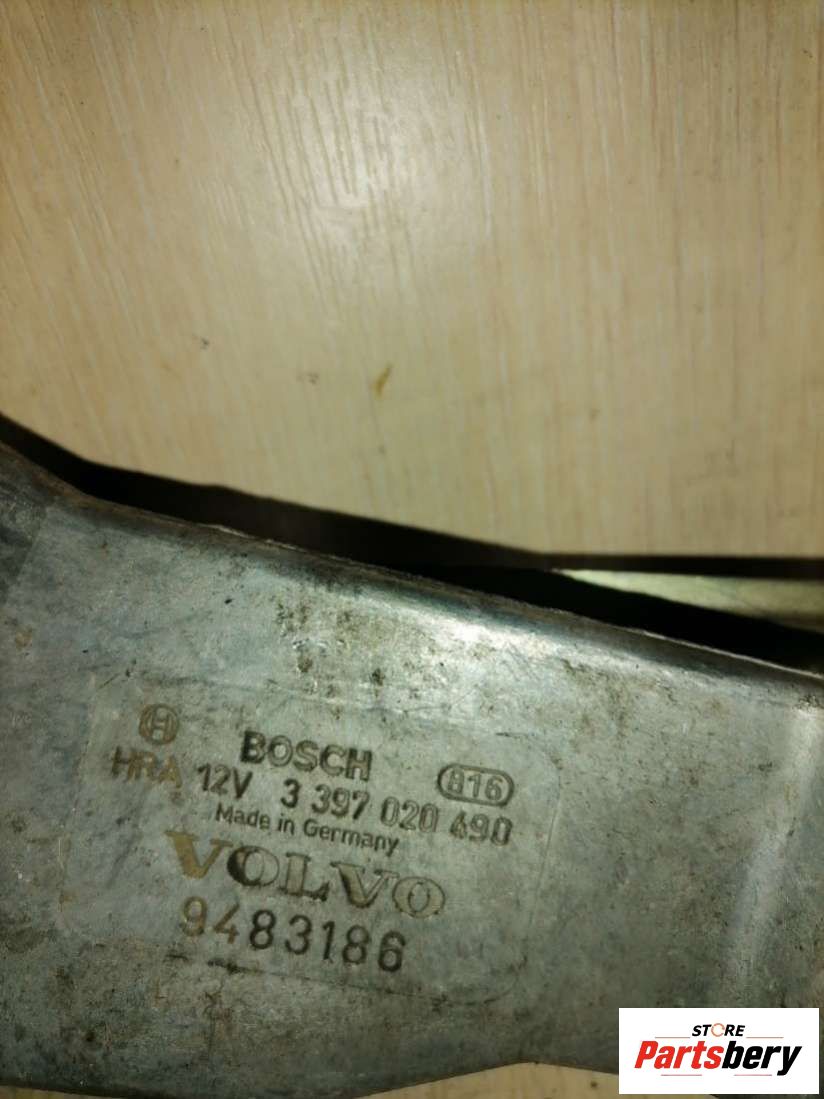 BOSCH 816
HRA 12V 3 397 020 490
Made in Germany
VOLVO
9483186
STORE
Partsbery